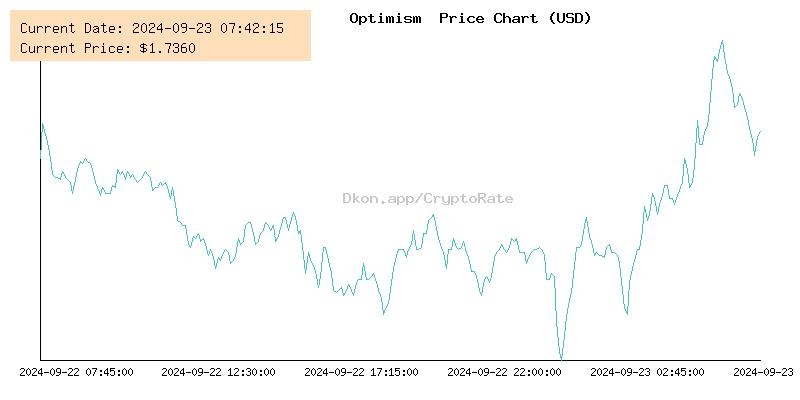 Optimism  Price Chart (USD)
Current Date: 2024-09-23 07:42:15
Current Price: $1.7360
Dkon.app/CryptoRate
2024-09-22 07:45:00 2024-09-22 12:30:00 2024-09-22 17:15:00 2024-09-22 22:00:00 2024-09-23 02:45:00 2024-09-23